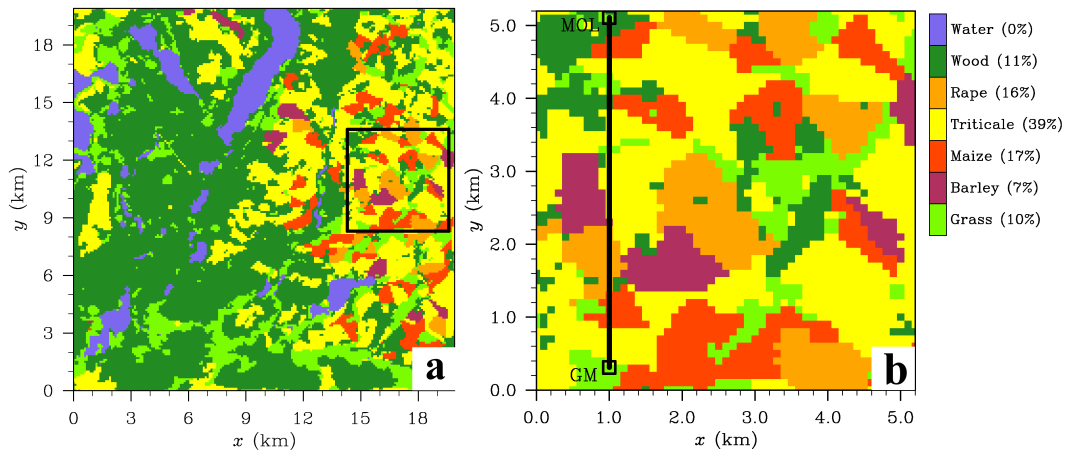 18
15
12
9
6
3
0
y (km)
0
3
6
9
12
15
18
x (km)
a
5.0
4.0
3.0
2.0
1.0
0.0
y (km)
0.0
1.0
2.0
3.0
4.0
5.0
x (km)
MOL
GM
b
Water (0%)
Wood (11%)
Rape (16%)
Triticale (39%)
Maize (17%)
Barley (7%)
Grass (10%)